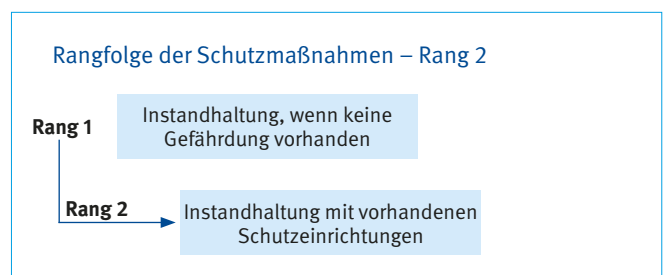 Rangfolge der Schutzmaßnahmen – Rang 2
Rang 1
Instandhaltung, wenn keine
Gefährdung vorhanden
Rang 2
Instandhaltung mit vorhandenen
Schutzeinrichtungen